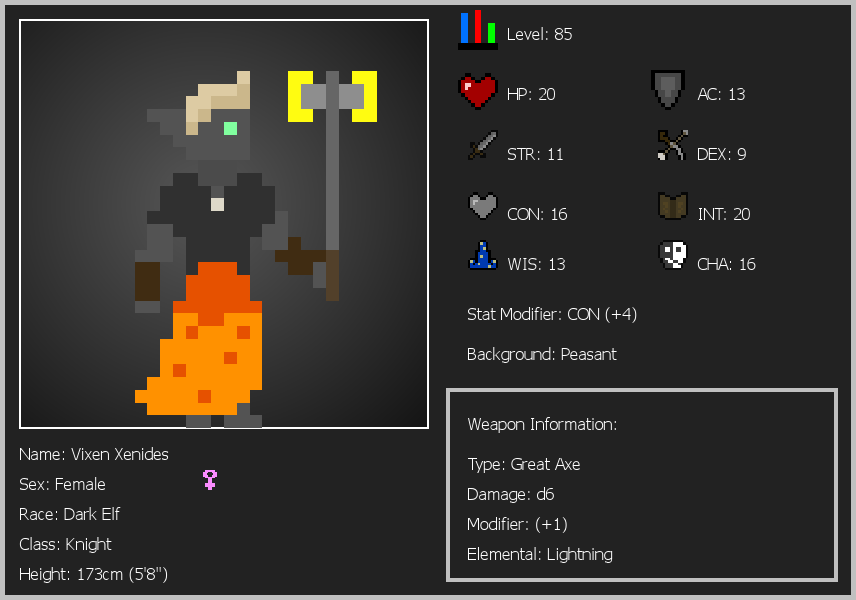 Level: 85
HP: 20
AC: 13
STR: 11
DEX: 9
CON: 16
INT: 20
WIS: 13
CHA: 16
Stat Modifier: CON (+4)
Background: Peasant
Weapon Information:
Type: Great Axe
Damage: d6
Modifier: (+1)
Elemental: Lightning
Name: Vixen Xenides
Sex: Female
Race: Dark Elf
Class: Knight
Height: 173cm (5'8")